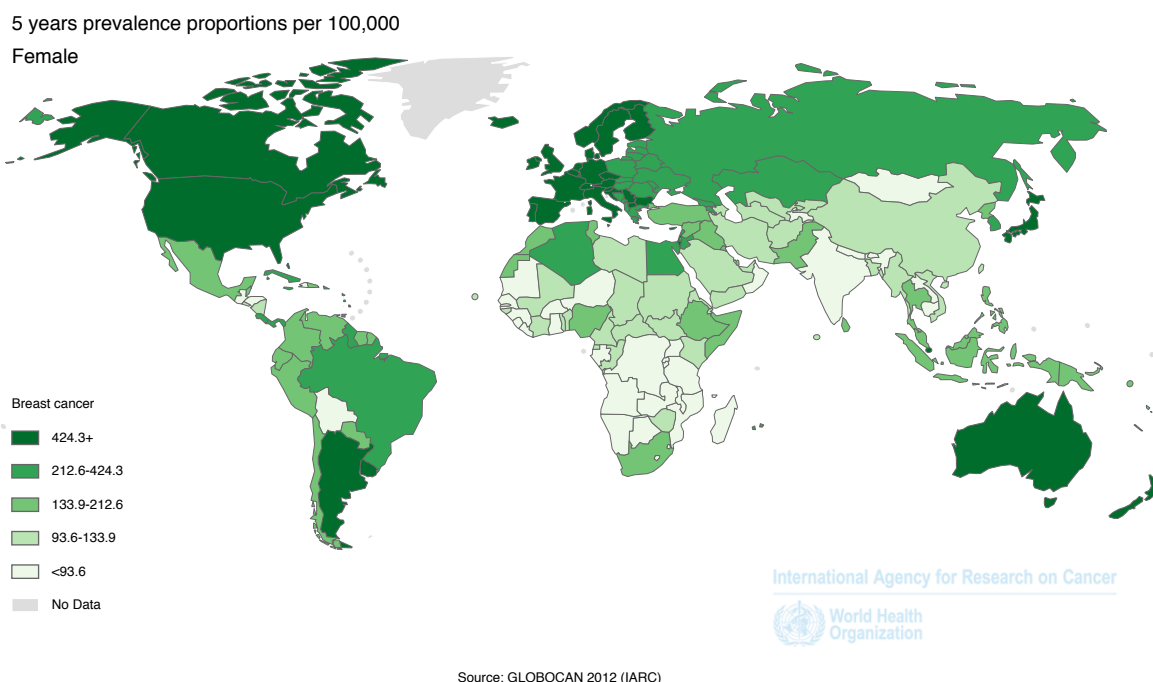 5 years prevalence proportions per 100,000
Female
Breast cancer
424.3+
212.6-424.3
133.9-212.6
93.6-133.9
<93.6
No Data
International Agency for Research on Cancer
World Health
Organization
Source: GLOBOCAN 2012 (IARC)